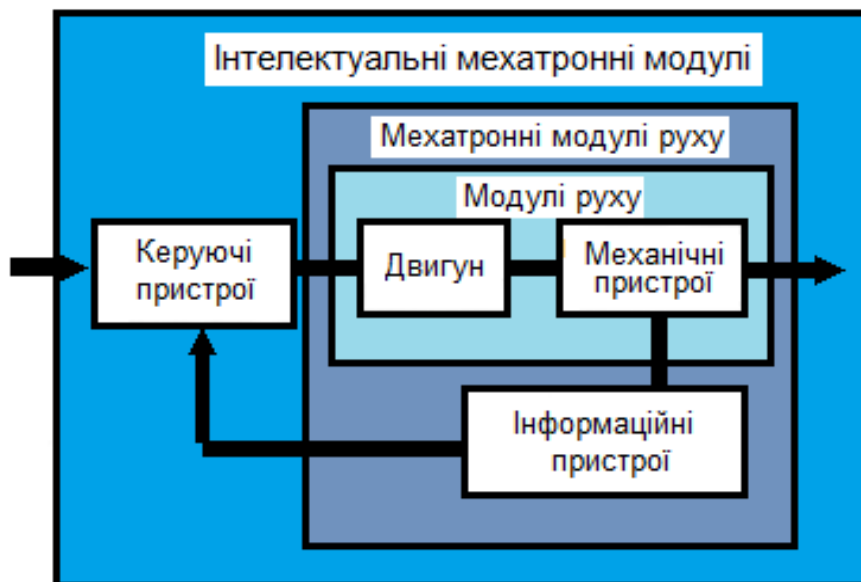 Інтелектуальні мехатронні модулі
Мехатронні модулі руху
Модулі руху
Керуючі
пристрої
Двигун
Механічні
пристрої
Інформаційні
пристрої